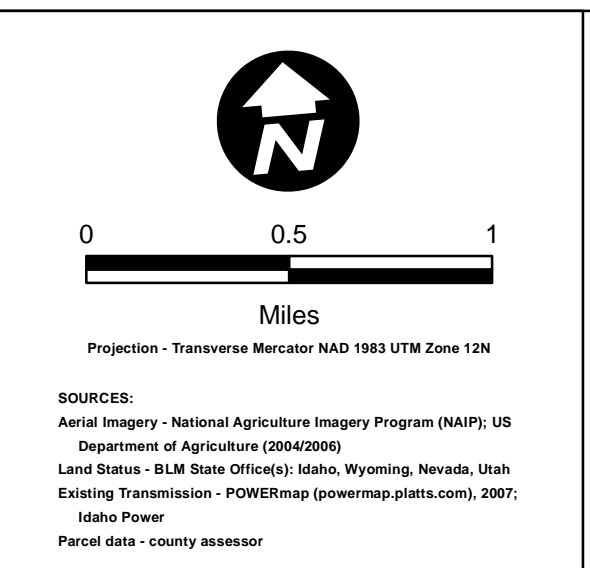 N
0 0.5 1
Miles
Projection - Transverse Mercator NAD 1983 UTM Zone 12N
SOURCES:
Aerial Imagery - National Agriculture Imagery Program (NAIP); US
Department of Agriculture (2004/2006)
Land Status - BLM State Office(s): Idaho, Wyoming, Nevada, Utah
Existing Transmission - POWERmap (powermap.platts.com), 2007;
Idaho Power
Parcel data - county assessor